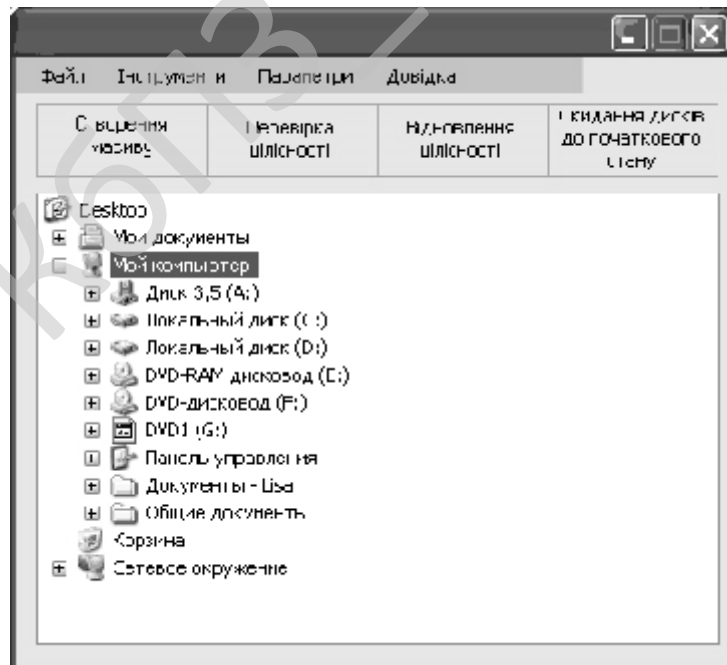 Файл Інструменти Параметри Довідка
Створення
масиву
Перевірка
цілісності
Відновлення
цілісності
Скидання дисків
до початкового
стану
Desktop
Мои документы
Мой компьютер
Диск 3,5 (A:)
Локальный диск (C:)
Локальный диск (D:)
DVD-RAM дисковод (E:)
DVD-дисковод (F:)
DVD1 (G:)
Панель управления
Документы - Lisa
Общие документы
Корзина
Сетевое окружение